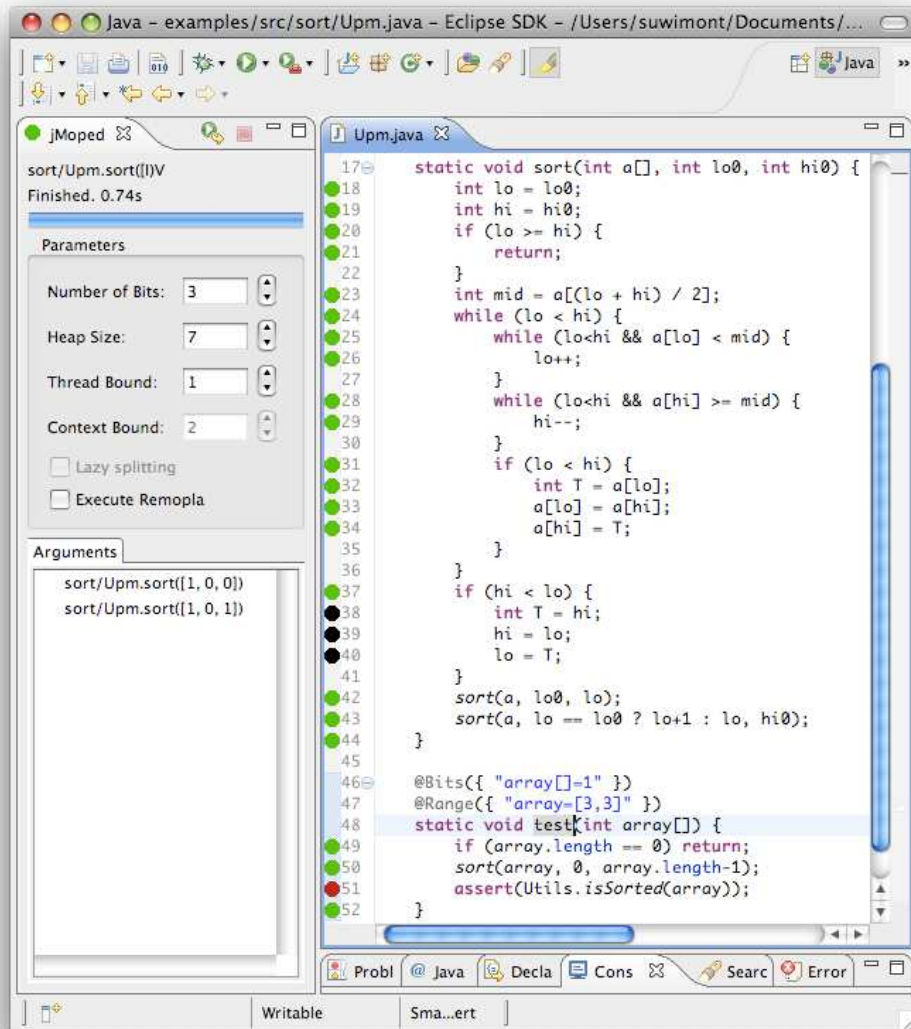 Java – examples/src/sort/Upm.java – Eclipse SDK – /Users/suwimont/Documents/...
010
Java »
jMoped
sort/Upm.sort([I)V
Finished. 0.74s
Parameters
Number of Bits: 3
Heap Size: 7
Thread Bound: 1
Context Bound: 2
Lazy splitting
Execute Remopla
Arguments
sort/Upm.sort([1, 0, 0])
sort/Upm.sort([1, 0, 1])
Upm.java
17 static void sort(int a[], int lo0, int hi0) {
18 int lo = lo0;
19 int hi = hi0;
20 if (lo >= hi) {
21 return;
22 }
23 int mid = a[(lo + hi) / 2];
24 while (lo < hi) {
25 while (lo<hi && a[lo] < mid) {
26 lo++;
27 }
28 while (lo<hi && a[hi] >= mid) {
29 hi--;
30 }
31 if (lo < hi) {
32 int T = a[lo];
33 a[lo] = a[hi];
34 a[hi] = T;
35 }
36 }
37 if (hi < lo) {
38 int T = hi;
39 hi = lo;
40 lo = T;
41 }
42 sort(a, lo0, lo);
43 sort(a, lo == lo0 ? lo+1 : lo, hi0);
44 }
45
46 @Bits({ "array[]=1" })
47 @Range({ "array=[3,3]" })
48 static void test(int array[]) {
49 if (array.length == 0) return;
50 sort(array, 0, array.length-1);
51 assert(Utils.isSorted(array));
52 }
Probl @ Java Decla Cons Searc Error
Writable Sma...ert